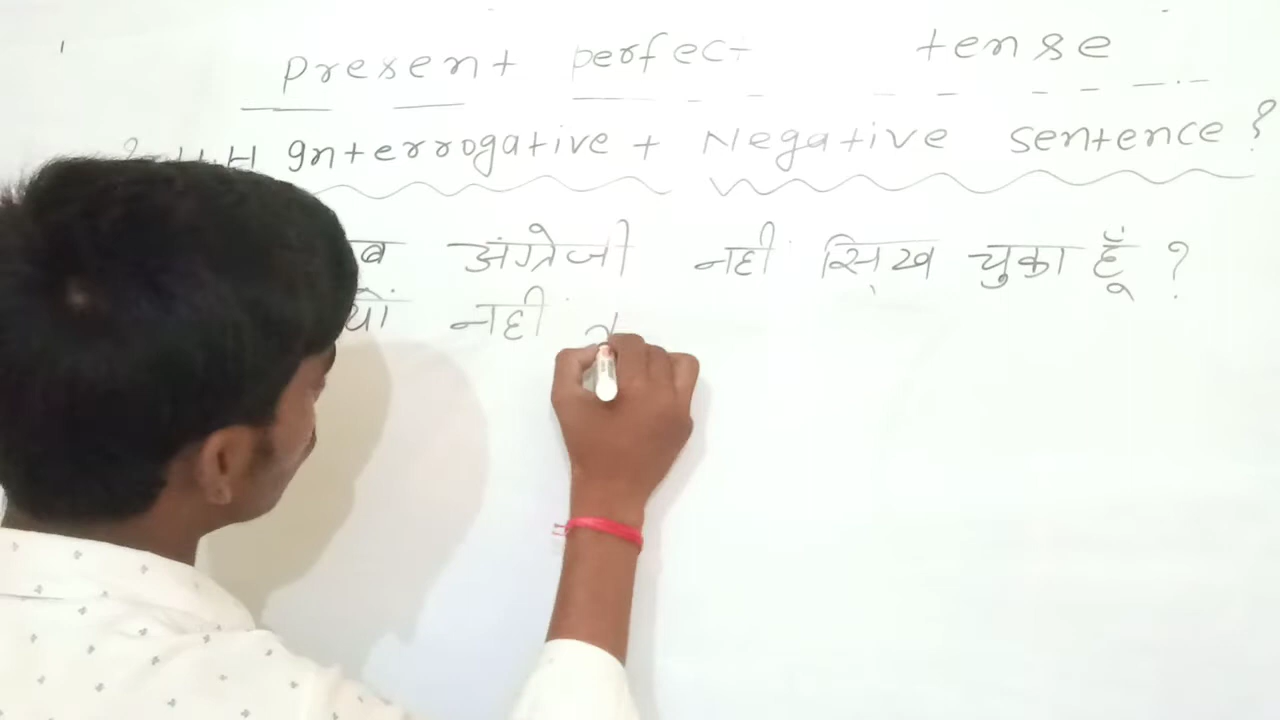 Present perfect tense
Interrogative + Negative sentence ?
अंग्रेजी नही सिख चुका हूँ ?
नही